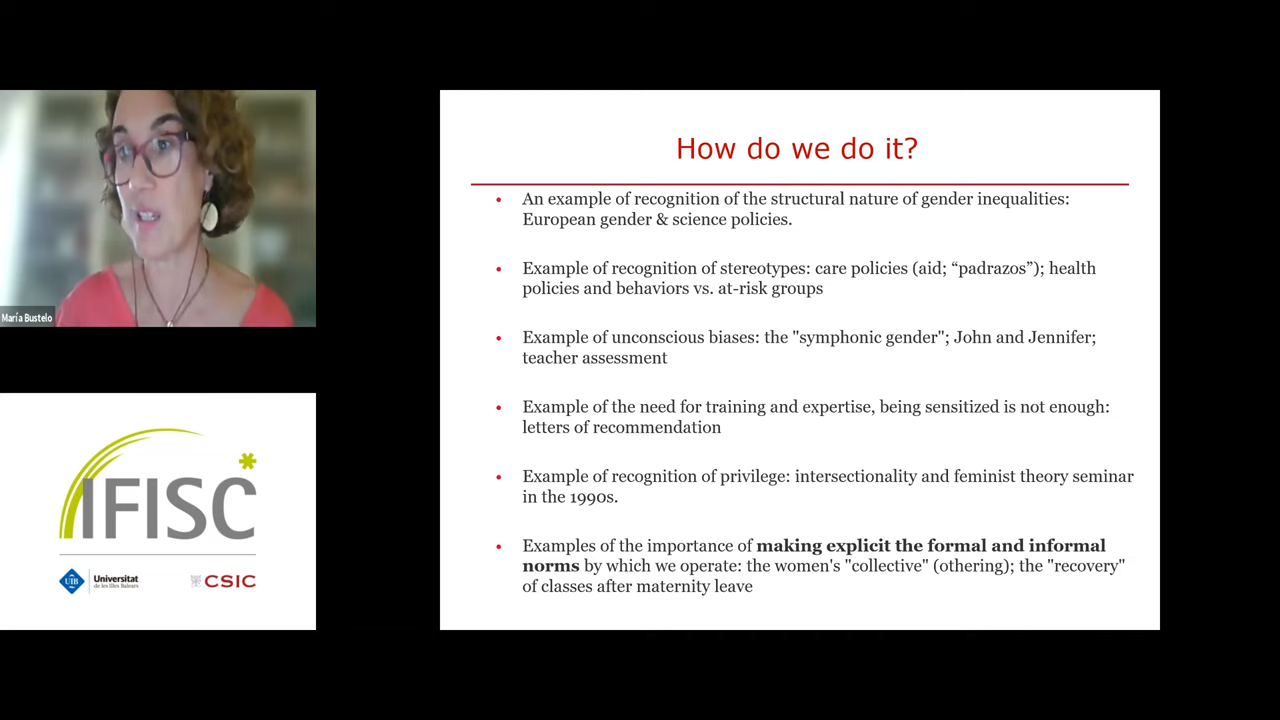 María Bustelo
IFISC
UIB
Universitat
de les Illes Balears
CSIC
How do we do it?
• An example of recognition of the structural nature of gender inequalities:
European gender & science policies.
• Example of recognition of stereotypes: care policies (aid; “padrazos”); health
policies and behaviors vs. at-risk groups
• Example of unconscious biases: the "symphonic gender"; John and Jennifer;
teacher assessment
• Example of the need for training and expertise, being sensitized is not enough:
letters of recommendation
• Example of recognition of privilege: intersectionality and feminist theory seminar
in the 1990s.
• Examples of the importance of making explicit the formal and informal
norms by which we operate: the women's "collective" (othering); the "recovery"
of classes after maternity leave